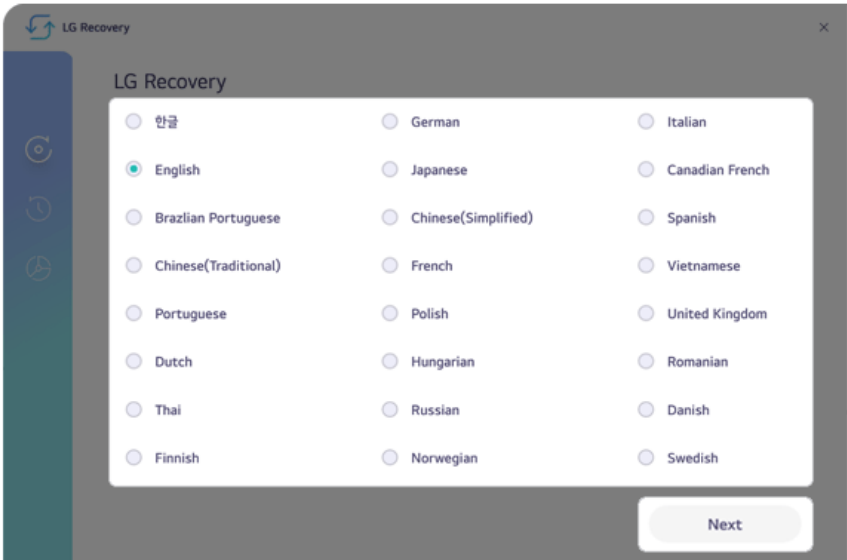 LG Recovery
LG Recovery
한글 German Italian
English Japanese Canadian French
Brazlian Portuguese Chinese(Simplified) Spanish
Chinese(Traditional) French Vietnamese
Portuguese Polish United Kingdom
Dutch Hungarian Romanian
Thai Russian Danish
Finnish Norwegian Swedish
Next